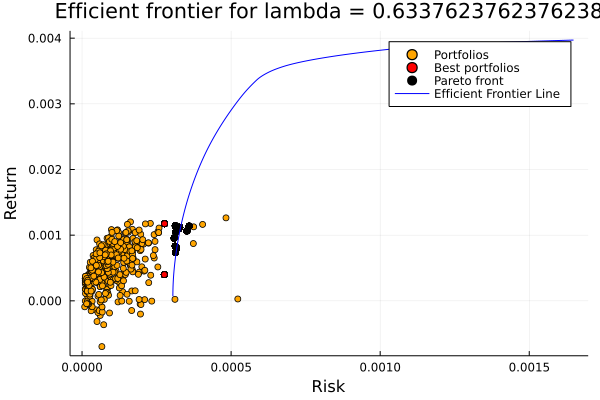 Efficient frontier for lambda = 0.6337623762376238
0.004
Portfolios
Best portfolios
Pareto front
Efficient Frontier Line
0.003
0.002
0.001
0.000
Return
0.0000
0.0005
0.0010
0.0015
Risk